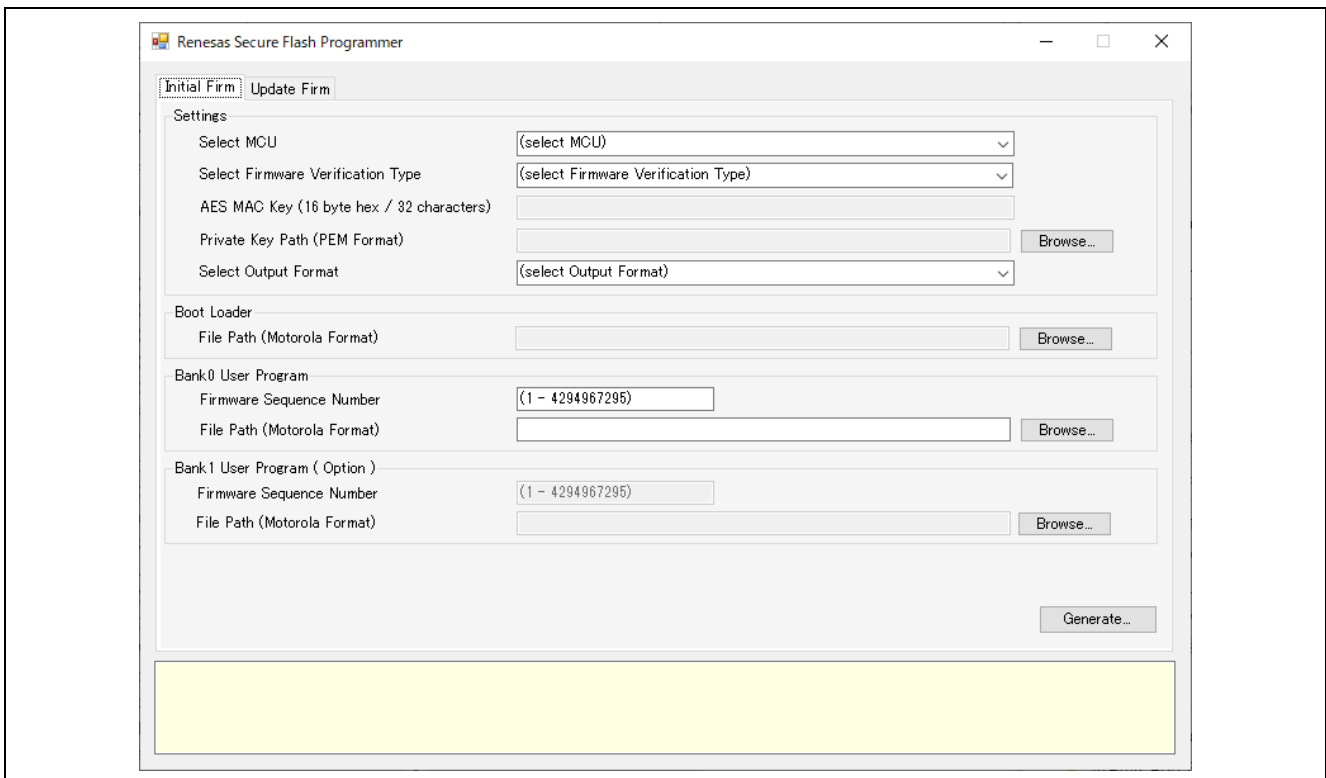 Renesas Secure Flash Programmer
Initial Firm Update Firm
Settings
Select MCU (select MCU)
Select Firmware Verification Type (select Firmware Verification Type)
AES MAC Key (16 byte hex / 32 characters)
Private Key Path (PEM Format) Browse...
Select Output Format (select Output Format)
Boot Loader
File Path (Motorola Format) Browse...
Bank0 User Program
Firmware Sequence Number (1 - 4294967295)
File Path (Motorola Format) Browse...
Bank1 User Program ( Option )
Firmware Sequence Number (1 - 4294967295)
File Path (Motorola Format) Browse...
Generate...